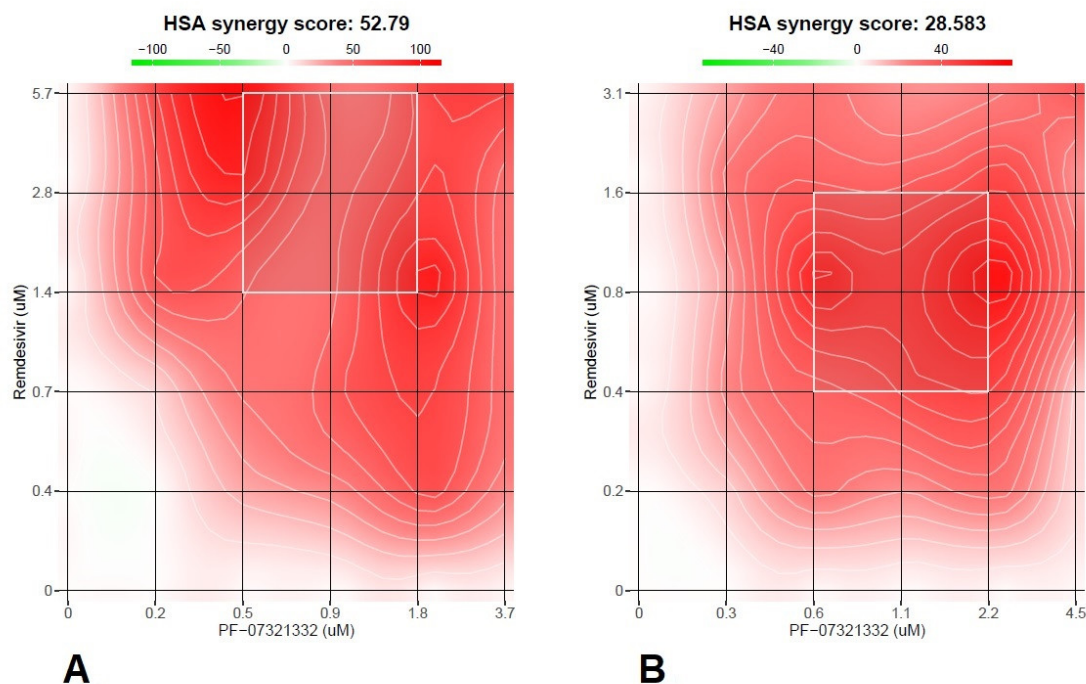 HSA synergy score: 52.79
−100 −50 0 50 100
5.7
2.8
1.4
0.7
0.4
0
Remdesivir (uM)
0 0.2 0.5 0.9 1.8 3.7
PF−07321332 (uM)
A
HSA synergy score: 28.583
−40 0 40
3.1
1.6
0.8
0.4
0.2
0
Remdesivir (uM)
0 0.3 0.6 1.1 2.2 4.5
PF−07321332 (uM)
B